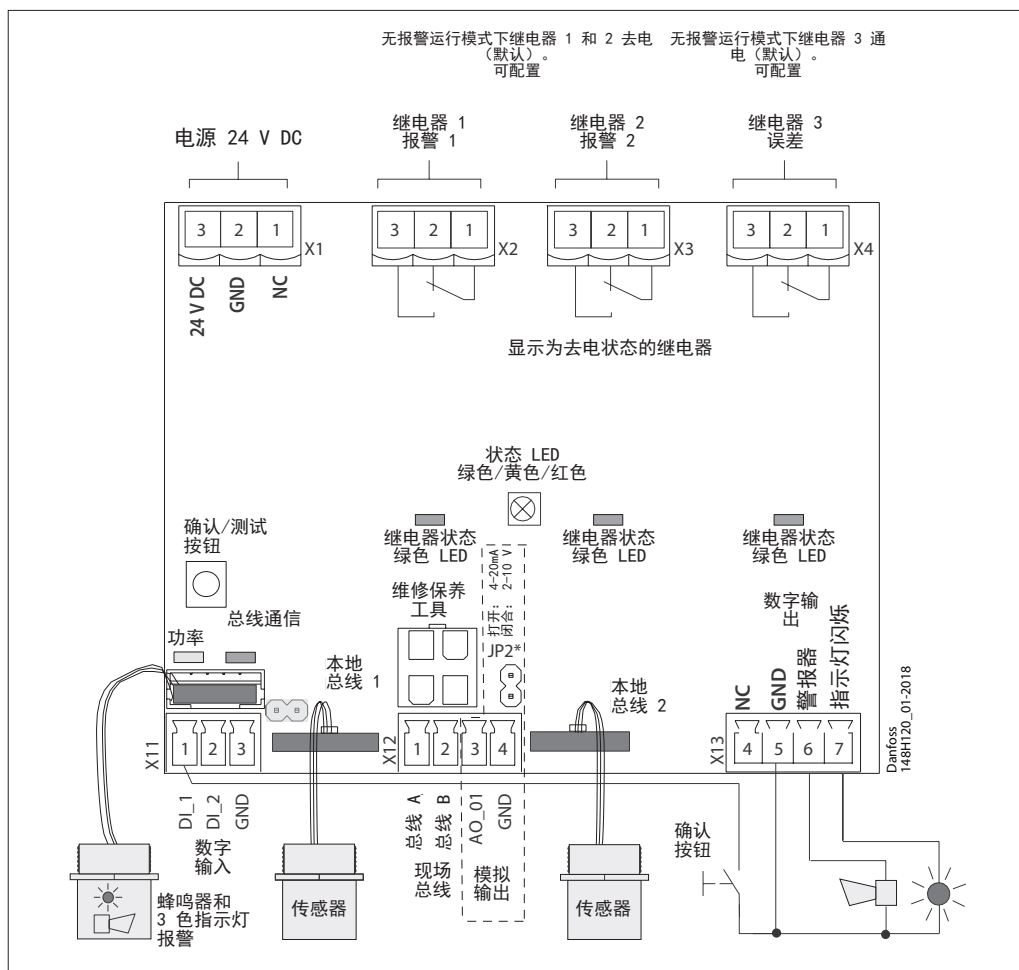 无报警运行模式下继电器 1 和 2 去电
(默认)。
可配置
无报警运行模式下继电器 3 通
电(默认)。
可配置
电源 24 V DC
继电器 1
报警 1
继电器 2
报警 2
继电器 3
误差
3 2 1
X1
3 2 1
X2
3 2 1
X3
3 2 1
X4
24 V DC
GND
NC
显示为去电状态的继电器
状态 LED
绿色/黄色/红色
确认/测试
按钮
继电器状态
绿色 LED
继电器状态
绿色 LED
继电器状态
绿色 LED
打开: 4-20mA
闭合: 2-10 V
维修保养
工具
JP2*
总线通信
功率
本地
总线 1
本地
总线 2
数字输
出
NC
GND
警报器
指示灯闪烁
X11
1 2 3
X12
1 2 3 4
X13
4 5 6 7
Danfoss
148H120_01-2018
DI_1
DI_2
GND
数字
输入
总线 A
总线 B
现场
总线
AO_01
GND
模拟
输出
确认
按钮
蜂鸣器和
3 色指示灯
报警
传感器
传感器